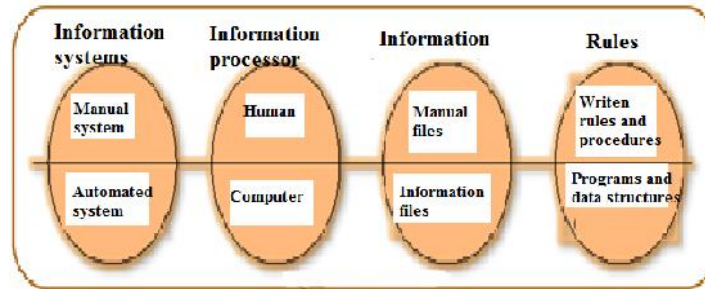 Information systems
Information processor
Information
Rules
Manual system
Human
Manual files
Writen rules and procedures
Automated system
Computer
Information files
Programs and data structures